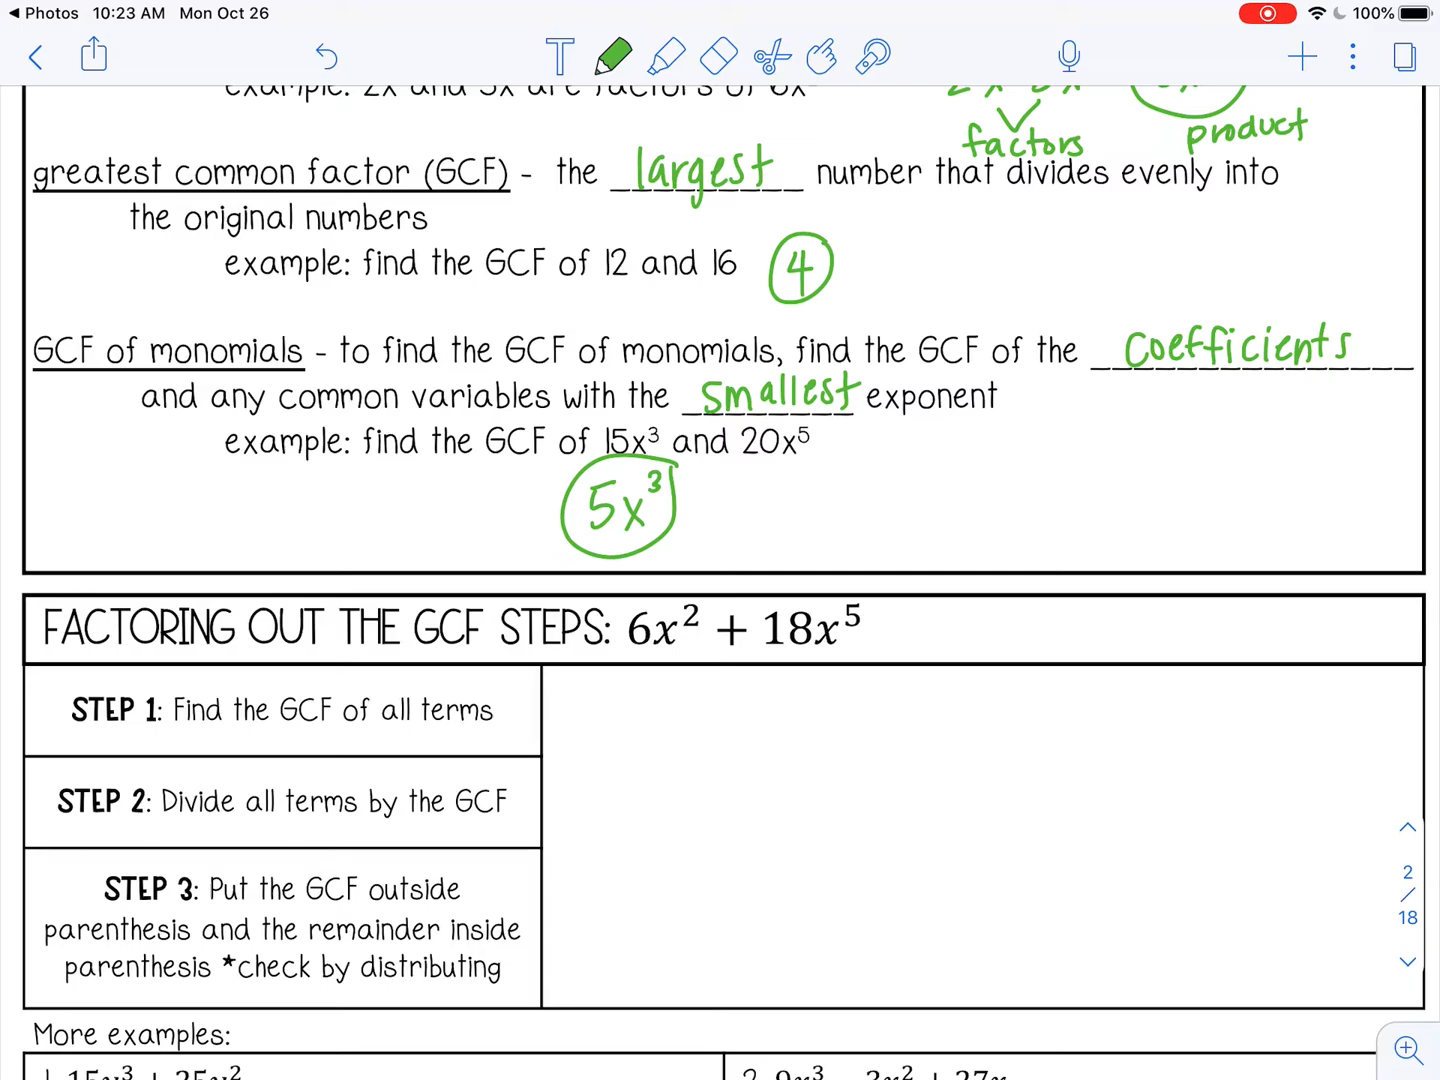 Photos 10:23 AM Mon Oct 26 100%
factors product
greatest common factor (GCF) - the largest number that divides evenly into
the original numbers
example: find the GCF of 12 and 16 4
GCF of monomials - to find the GCF of monomials, find the GCF of the coefficients
and any common variables with the smallest exponent
example: find the GCF of 15x³ and 20x⁵
5x³
FACTORING OUT THE GCF STEPS: 6x² + 18x⁵
STEP 1: Find the GCF of all terms
STEP 2: Divide all terms by the GCF
STEP 3: Put the GCF outside
parenthesis and the remainder inside
parenthesis *check by distributing
2
/
18
More examples: